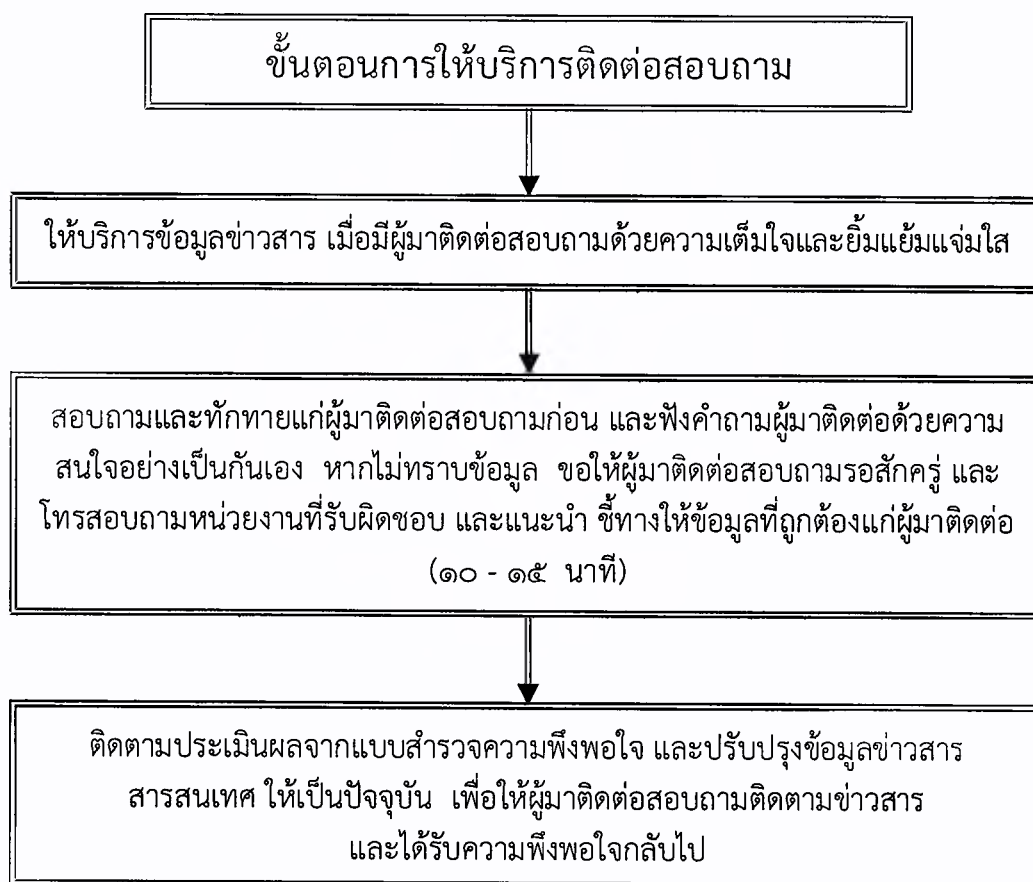 ขั้นตอนการให้บริการติดต่อสอบถาม
ให้บริการข้อมูลข่าวสาร เมื่อมีผู้มาติดต่อสอบถามด้วยความเต็มใจและยิ้มแย้มแจ่มใส
สอบถามและทักทายแก่ผู้มาติดต่อสอบถามก่อน และฟังคำถามผู้มาติดต่อด้วยความ
สนใจอย่างเป็นกันเอง หากไม่ทราบข้อมูล ขอให้ผู้มาติดต่อสอบถามรอสักครู่ และ
โทรสอบถามหน่วยงานที่รับผิดชอบ และแนะนำ ชี้ทางให้ข้อมูลที่ถูกต้องแก่ผู้มาติดต่อ
(๑๐ - ๑๕ นาที)
ติดตามประเมินผลจากแบบสำรวจความพึงพอใจ และปรับปรุงข้อมูลข่าวสาร
สารสนเทศ ให้เป็นปัจจุบัน เพื่อให้ผู้มาติดต่อสอบถามติดตามข่าวสาร
และได้รับความพึงพอใจกลับไป